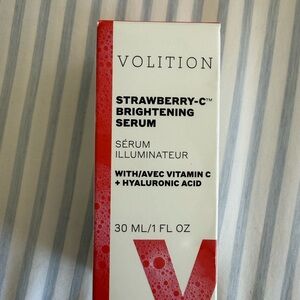 VOLITION
STRAWBERRY-C™
BRIGHTENING
SERUM
SÉRUM
ILLUMINATEUR
WITH/AVEC VITAMIN C
+ HYALURONIC ACID
30 ML/1 FL OZ
V